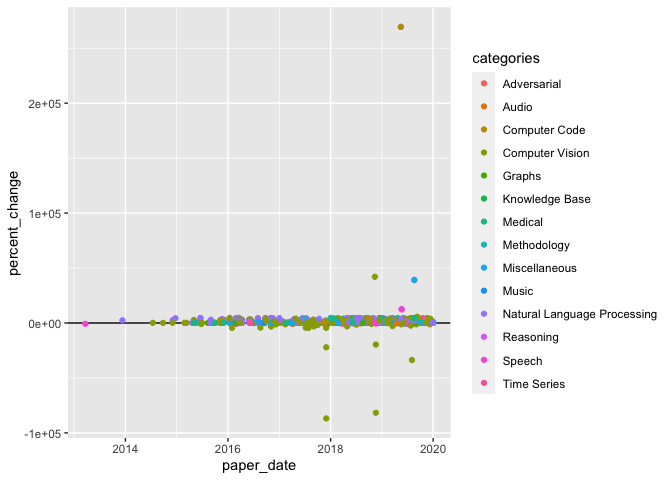 categories
Adversarial
Audio
Computer Code
Computer Vision
Graphs
Knowledge Base
Medical
Methodology
Miscellaneous
Music
Natural Language Processing
Reasoning
Speech
Time Series
percent_change
2e+05
1e+05
0e+00
-1e+05
2014 2016 2018 2020
paper_date